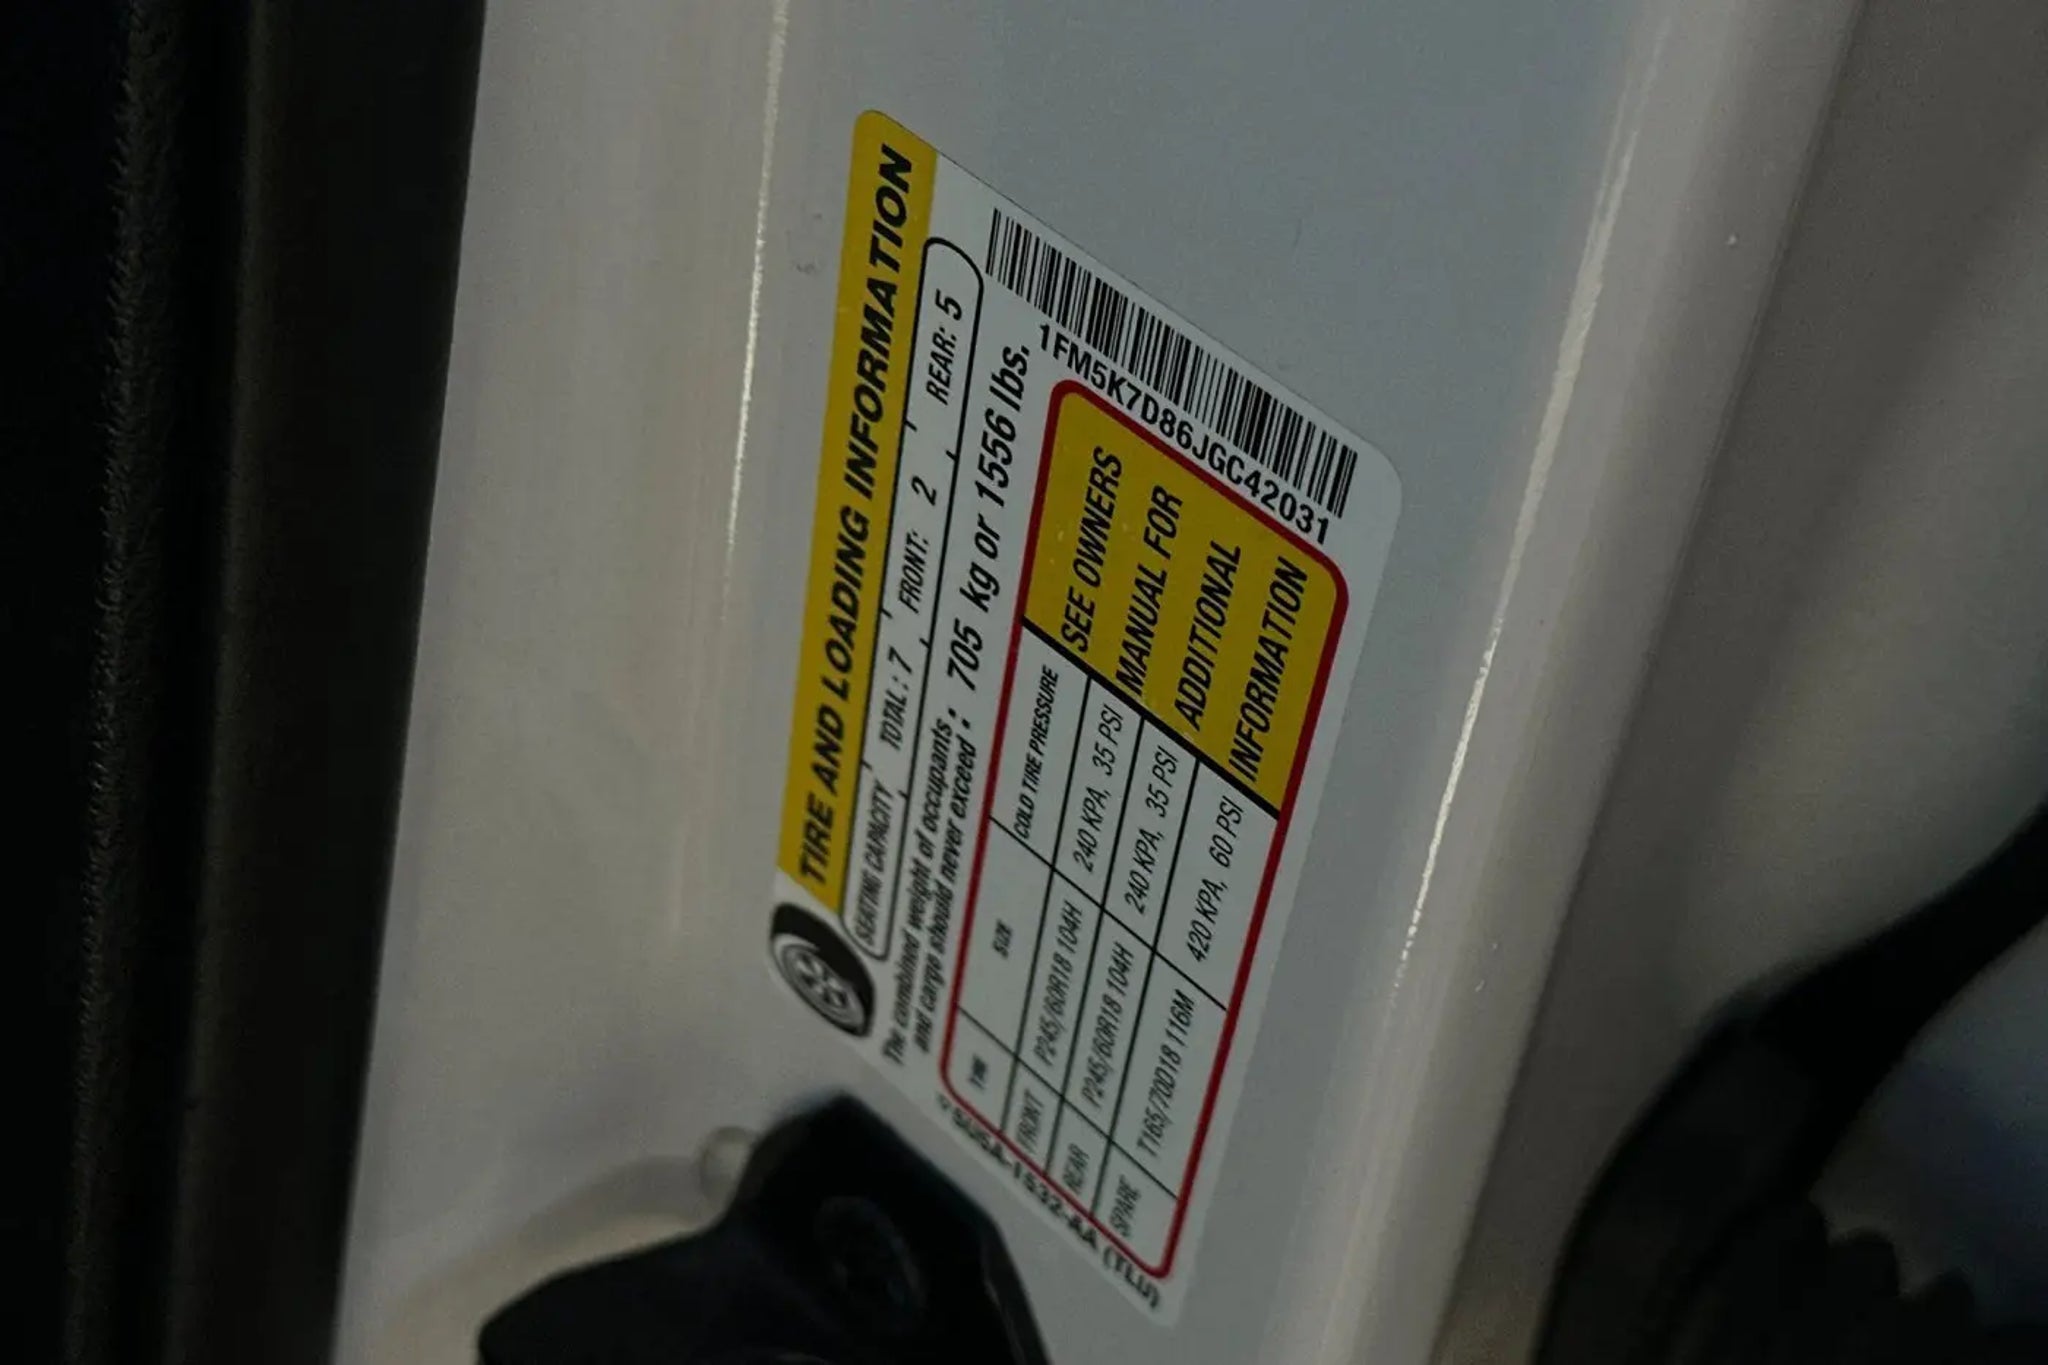 TIRE AND LOADING INFORMATION
SEATING CAPACITY TOTAL: 7 FRONT: 2 REAR: 5
The combined weight of occupants
and cargo should never exceed : 705 kg or 1556 lbs.
1FM5K7D86JGC42031
TIRE SIZE COLD TIRE PRESSURE
FRONT P245/60R18 104H 240 KPA, 35 PSI
REAR P245/60R18 104H 240 KPA, 35 PSI
SPARE T165/70D18 116M 420 KPA, 60 PSI
SEE OWNERS
MANUAL FOR
ADDITIONAL
INFORMATION
(TLU)